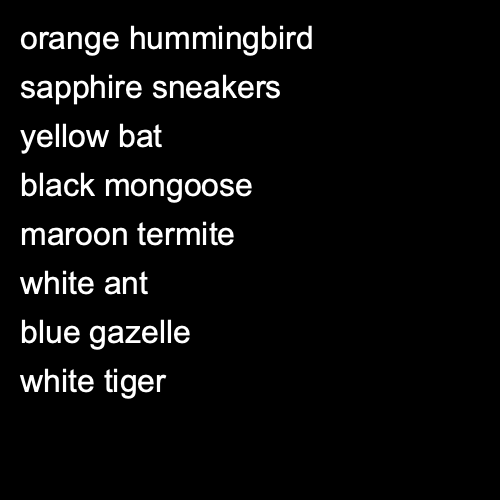 orange hummingbird
sapphire sneakers
yellow bat
black mongoose
maroon termite
white ant
blue gazelle
white tiger